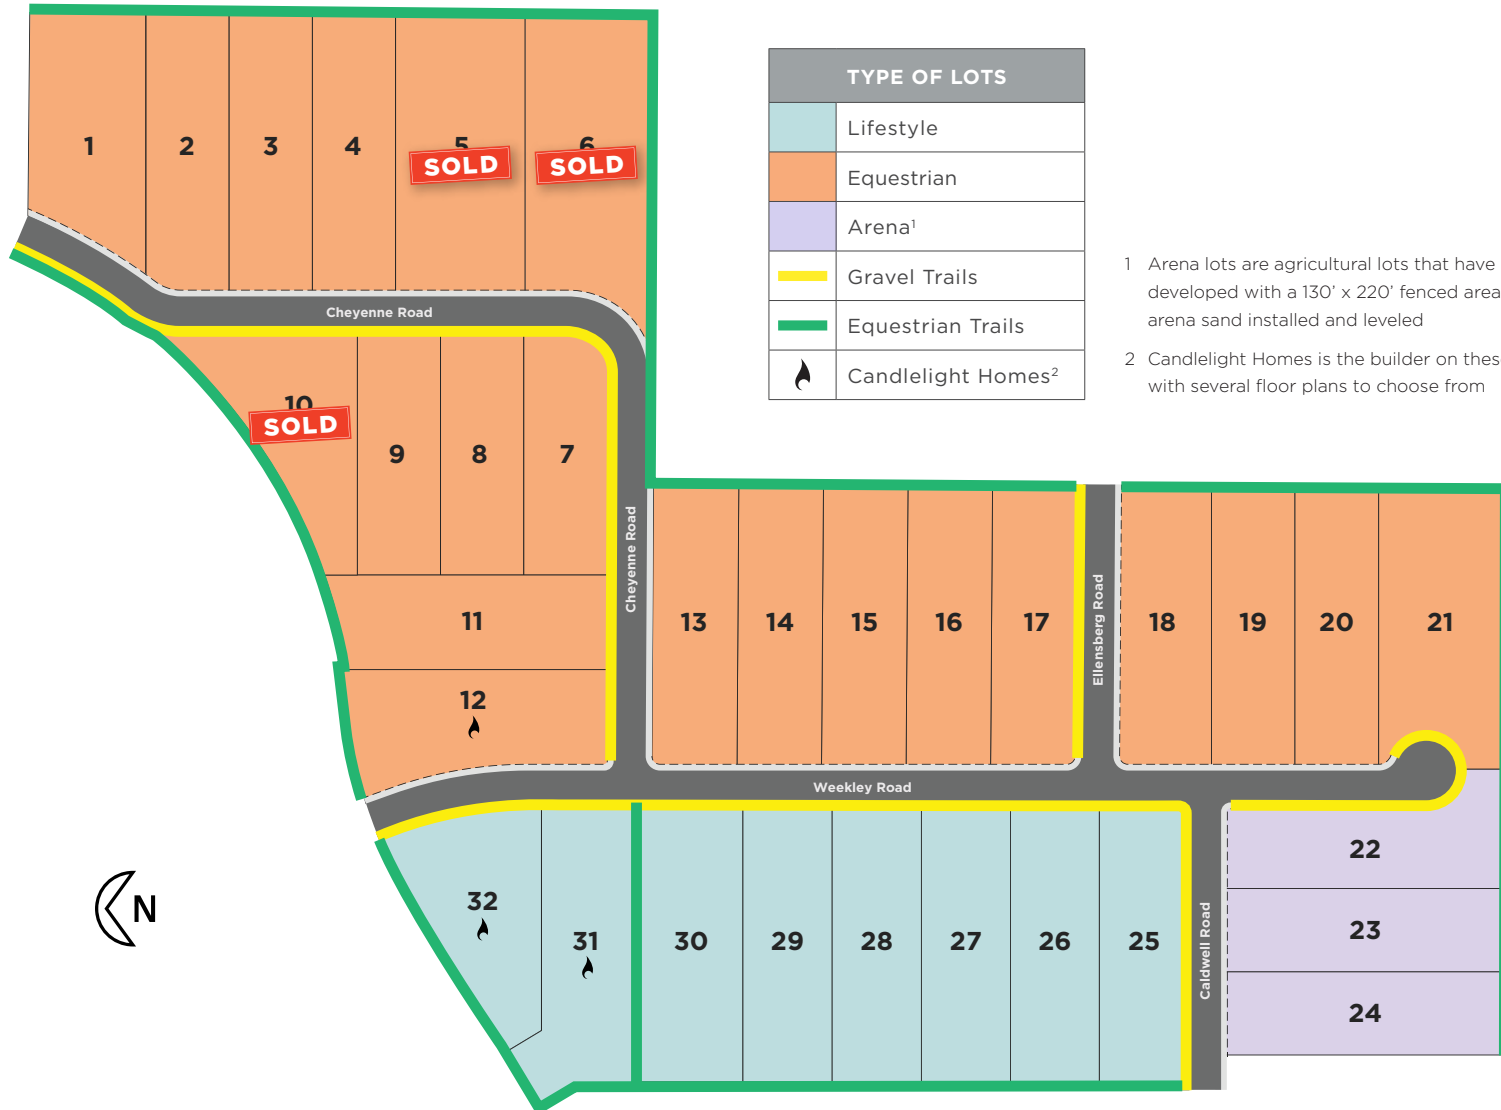 TYPE OF LOTS
Lifestyle
Equestrian
Arena1
Gravel Trails
Equestrian Trails
Candlelight Homes2
1 Arena lots are agricultural lots that have
developed with a 130' x 220' fenced area
arena sand installed and leveled
2 Candlelight Homes is the builder on thes
with several floor plans to choose from
1
2
3
4
5
SOLD
6
SOLD
Cheyenne Road
10
SOLD
9
8
7
11
12
Cheyenne Road
13
14
15
16
17
Ellensberg Road
18
19
20
21
Weekley Road
32
31
30
29
28
27
26
25
Caldwell Road
22
23
24
N